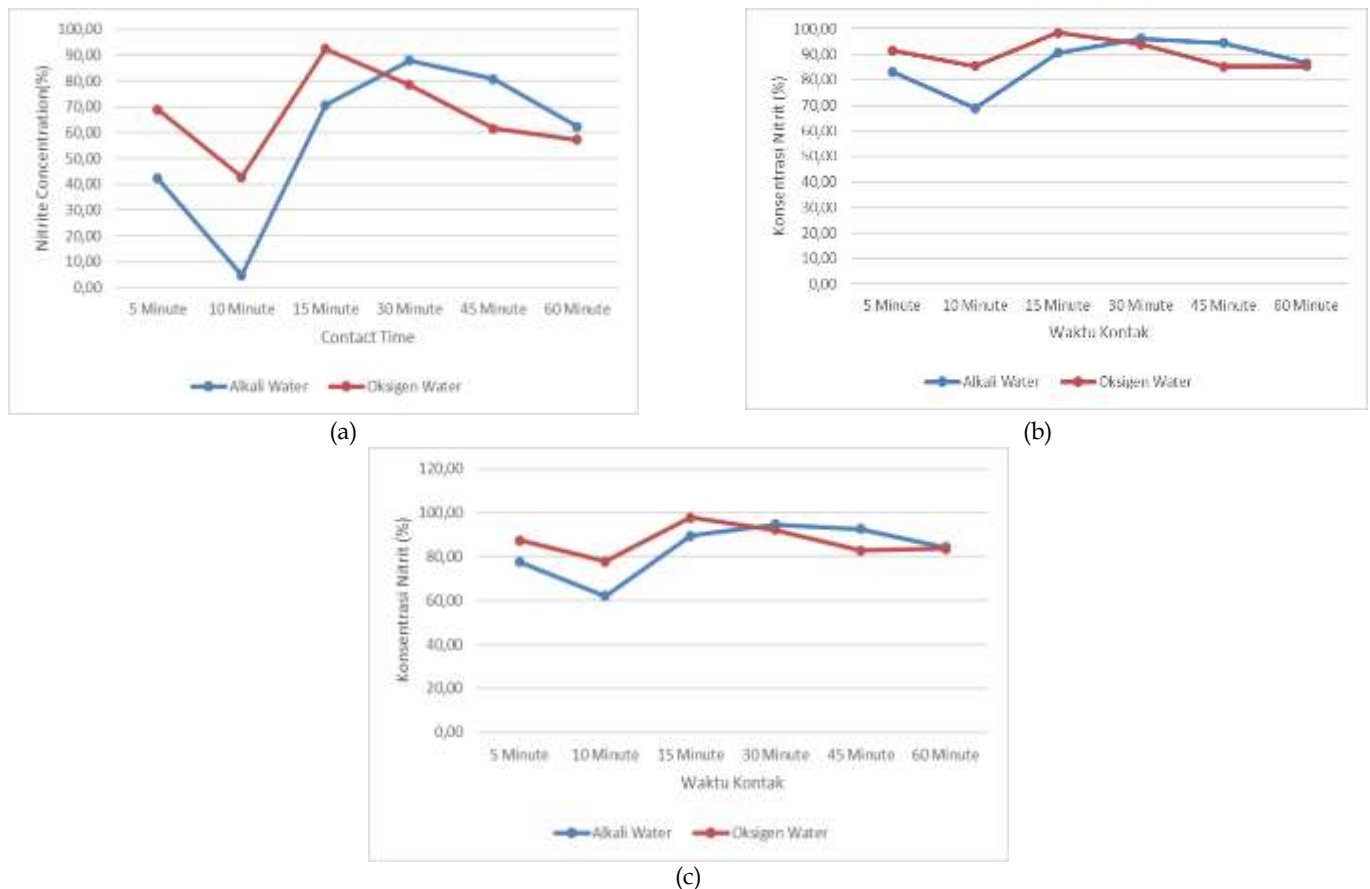 100,00
90,00
80,00
70,00
60,00
50,00
40,00
30,00
20,00
10,00
0,00
Nitrite Concentration(%)
5 Minute 10 Minute 15 Minute 30 Minute 45 Minute 60 Minute
Contact Time
Alkali Water Oksigen Water
(a)
100,00
90,00
80,00
70,00
60,00
50,00
40,00
30,00
20,00
10,00
0,00
Konsentrasi Nitrit (%)
5 Minute 10 Minute 15 Minute 30 Minute 45 Minute 60 Minute
Waktu Kontak
Alkali Water Oksigen Water
(b)
120,00
100,00
80,00
60,00
40,00
20,00
0,00
Konsentrasi Nitrit (%)
5 Minute 10 Minute 15 Minute 30 Minute 45 Minute 60 Minute
Waktu Kontak
Alkali Water Oksigen Water
(c)